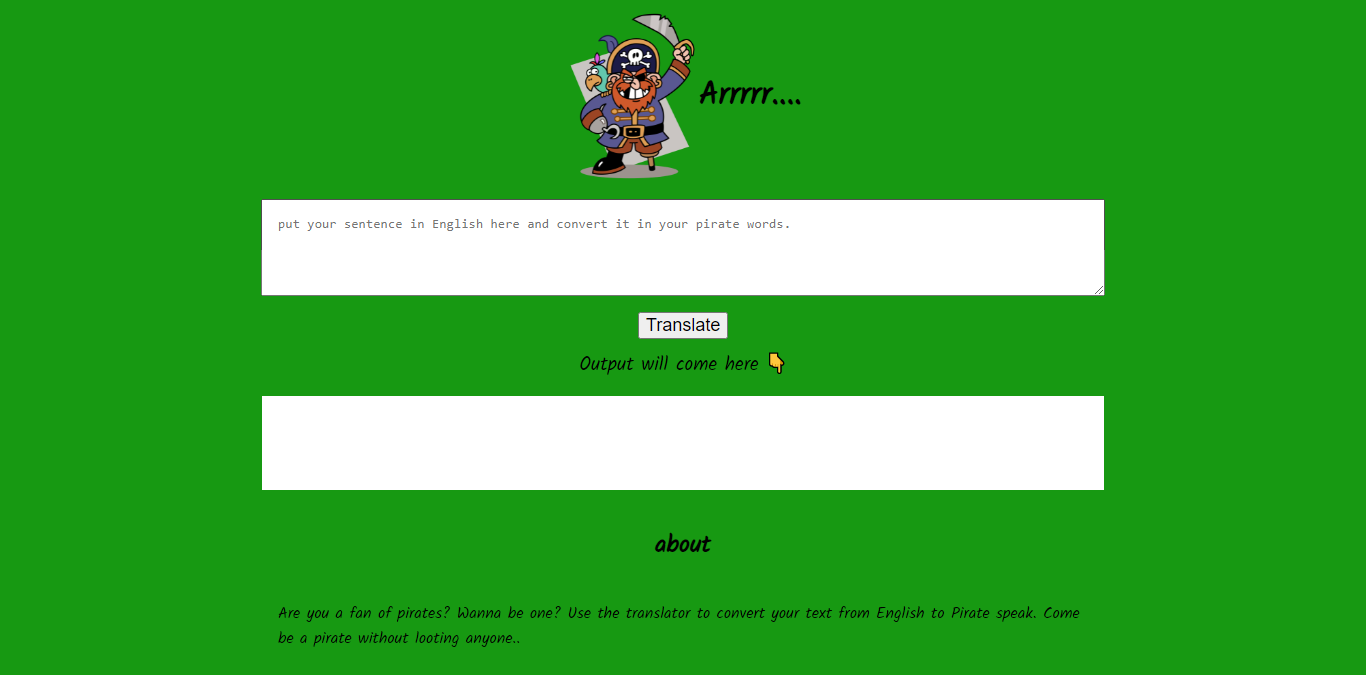 Arrrrr....
put your sentence in English here and convert it in your pirate words.
Translate
Output will come here 👇
about
Are you a fan of pirates? Wanna be one? Use the translator to convert your text from English to Pirate speak. Come
be a pirate without looting anyone..